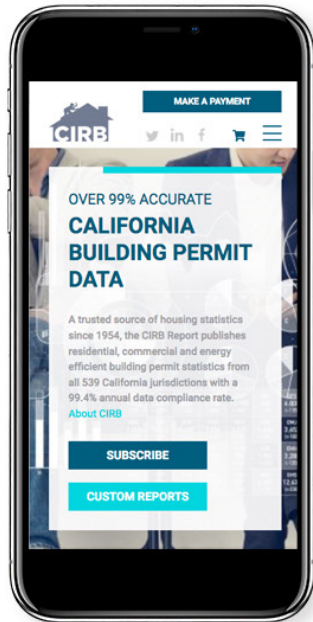 MAKE A PAYMENT
CIRB
OVER 99% ACCURATE
CALIFORNIA
BUILDING PERMIT
DATA
A trusted source of housing statistics
since 1954, the CIRB Report publishes
residential, commercial and energy
efficient building permit statistics from
all 539 California jurisdictions with a
99.4% annual data compliance rate.
About CIRB
SUBSCRIBE
CUSTOM REPORTS